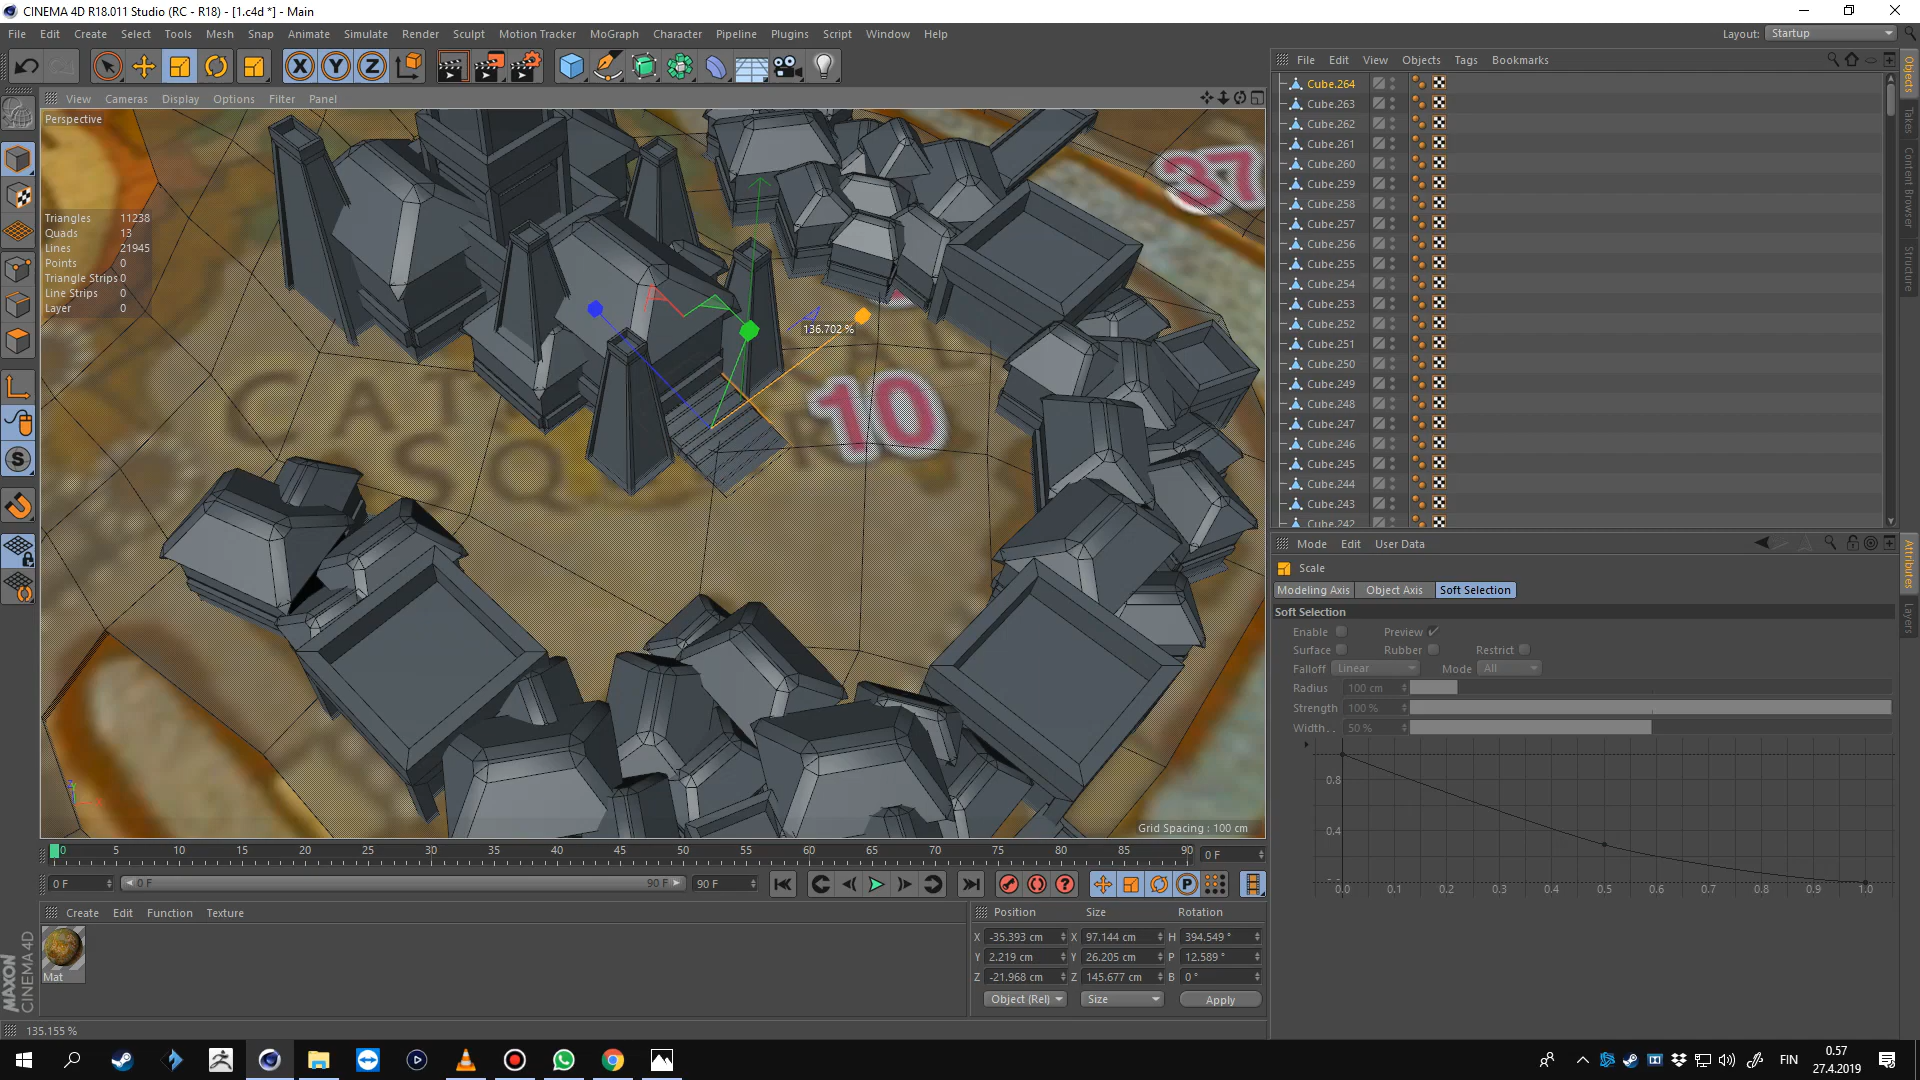 CINEMA 4D R18.011 Studio (RC - R18) - [1.c4d *] - Main
File Edit Create Select Tools Mesh Snap Animate Simulate Render Sculpt Motion Tracker MoGraph Character Pipeline Plugins Script Window Help
Layout: Startup
View Cameras Display Options Filter Panel
Perspective
Triangles 11238
Quads 13
Lines 21945
Points 0
Triangle Strips 0
Line Strips 0
Layer 0
37
136.702 %
10
CAT
SQ
Grid Spacing : 100 cm
File Edit View Objects Tags Bookmarks
Cube.264
Cube.263
Cube.262
Cube.261
Cube.260
Cube.259
Cube.258
Cube.257
Cube.256
Cube.255
Cube.254
Cube.253
Cube.252
Cube.251
Cube.250
Cube.249
Cube.248
Cube.247
Cube.246
Cube.245
Cube.244
Cube.243
Cube.242
Objects
Takes
Content Browser
Structure
Mode Edit User Data
Scale
Modeling Axis Object Axis Soft Selection
Soft Selection
Enable Preview
Surface Rubber Restrict
Falloff Linear Mode All
Radius 100 cm
Strength 100 %
Width.. 50 %
0.8
0.4
0.0 0.1 0.2 0.3 0.4 0.5 0.6 0.7 0.8 0.9 1.0
Attributes
Layers
0 5 10 15 20 25 30 35 40 45 50 55 60 65 70 75 80 85 90
0 F
0 F 0 F 90 F 90 F
Create Edit Function Texture
Mat
Position Size Rotation
X -35.393 cm X 97.144 cm H 394.549 °
Y 2.219 cm Y 26.205 cm P 12.589 °
Z -21.968 cm Z 145.677 cm B 0 °
Object (Rel) Size Apply
MAXON
CINEMA 4D
135.155 %
FIN
0.57
27.4.2019